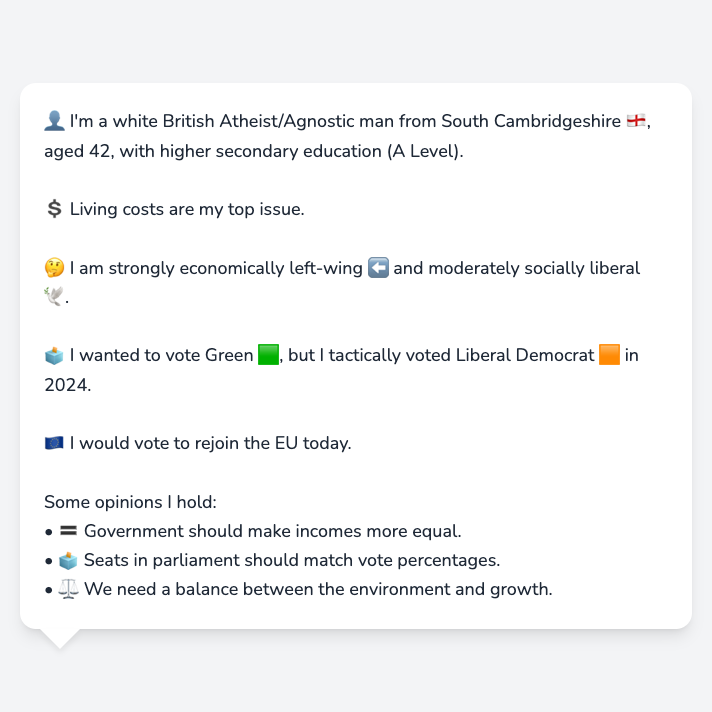 👤 I'm a white British Atheist/Agnostic man from South Cambridgeshire 🏴󠁧󠁢󠁥󠁮󠁧󠁿,
aged 42, with higher secondary education (A Level).
💲 Living costs are my top issue.
🤔 I am strongly economically left-wing ⬅️ and moderately socially liberal
🕊️.
🗳️ I wanted to vote Green 🟩, but I tactically voted Liberal Democrat 🟧 in
2024.
🇪🇺 I would vote to rejoin the EU today.
Some opinions I hold:
• 🟰 Government should make incomes more equal.
• 🗳️ Seats in parliament should match vote percentages.
• ⚖️ We need a balance between the environment and growth.